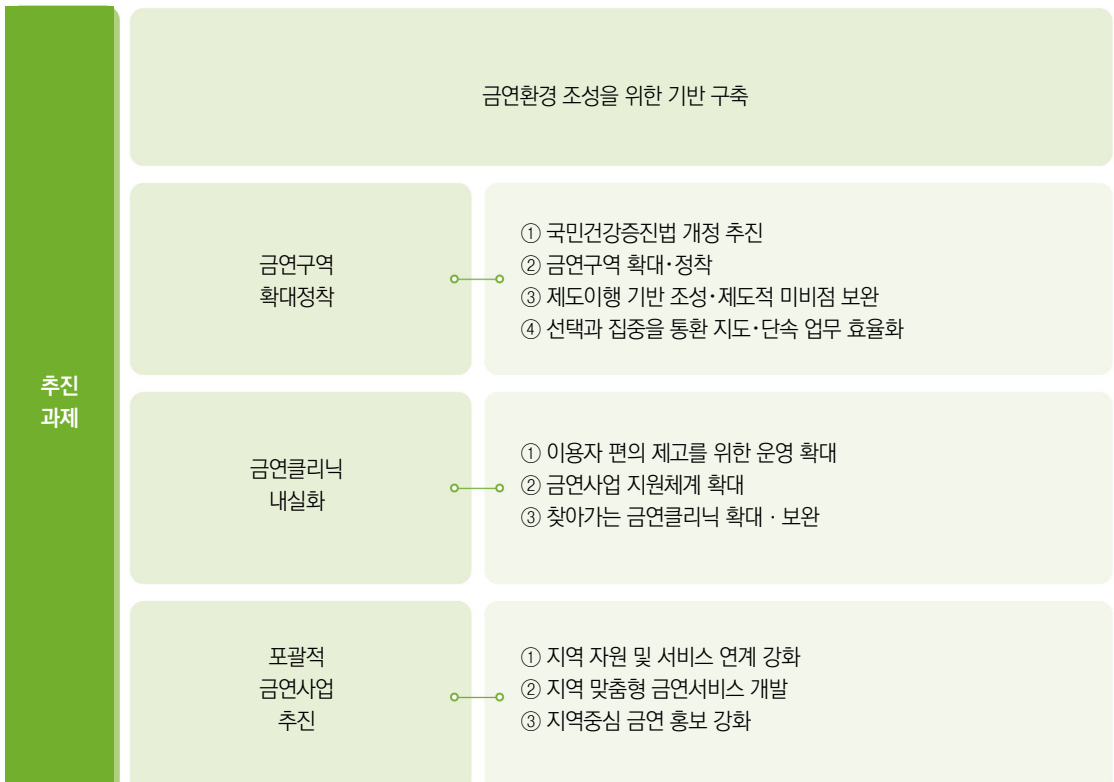 금연환경 조성을 위한 기반 구축
추진
과제
금연구역
확대정착
① 국민건강증진법 개정 추진
② 금연구역 확대·정착
③ 제도이행 기반 조성·제도적 미비점 보완
④ 선택과 집중을 통환 지도·단속 업무 효율화
금연클리닉
내실화
① 이용자 편의 제고를 위한 운영 확대
② 금연사업 지원체계 확대
③ 찾아가는 금연클리닉 확대 · 보완
포괄적
금연사업
추진
① 지역 자원 및 서비스 연계 강화
② 지역 맞춤형 금연서비스 개발
③ 지역중심 금연 홍보 강화